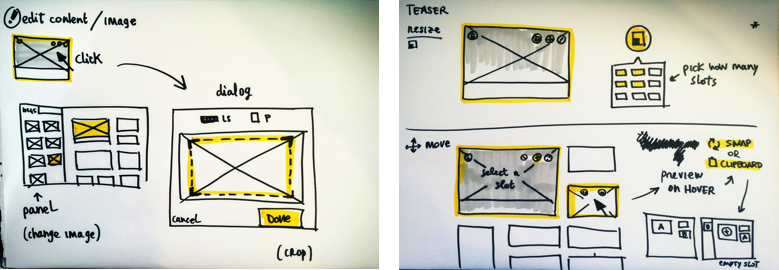 edit content / image
click
dialog
imgs
LS
P
cancel
Done
panel
(change image)
(crop)
TEASER
resize
*
pick how many
slots
move
select a
slot
SWAP
OR
CLIPBOARD
preview
on HOVER
A
B
B
A
EMPTY SLOT